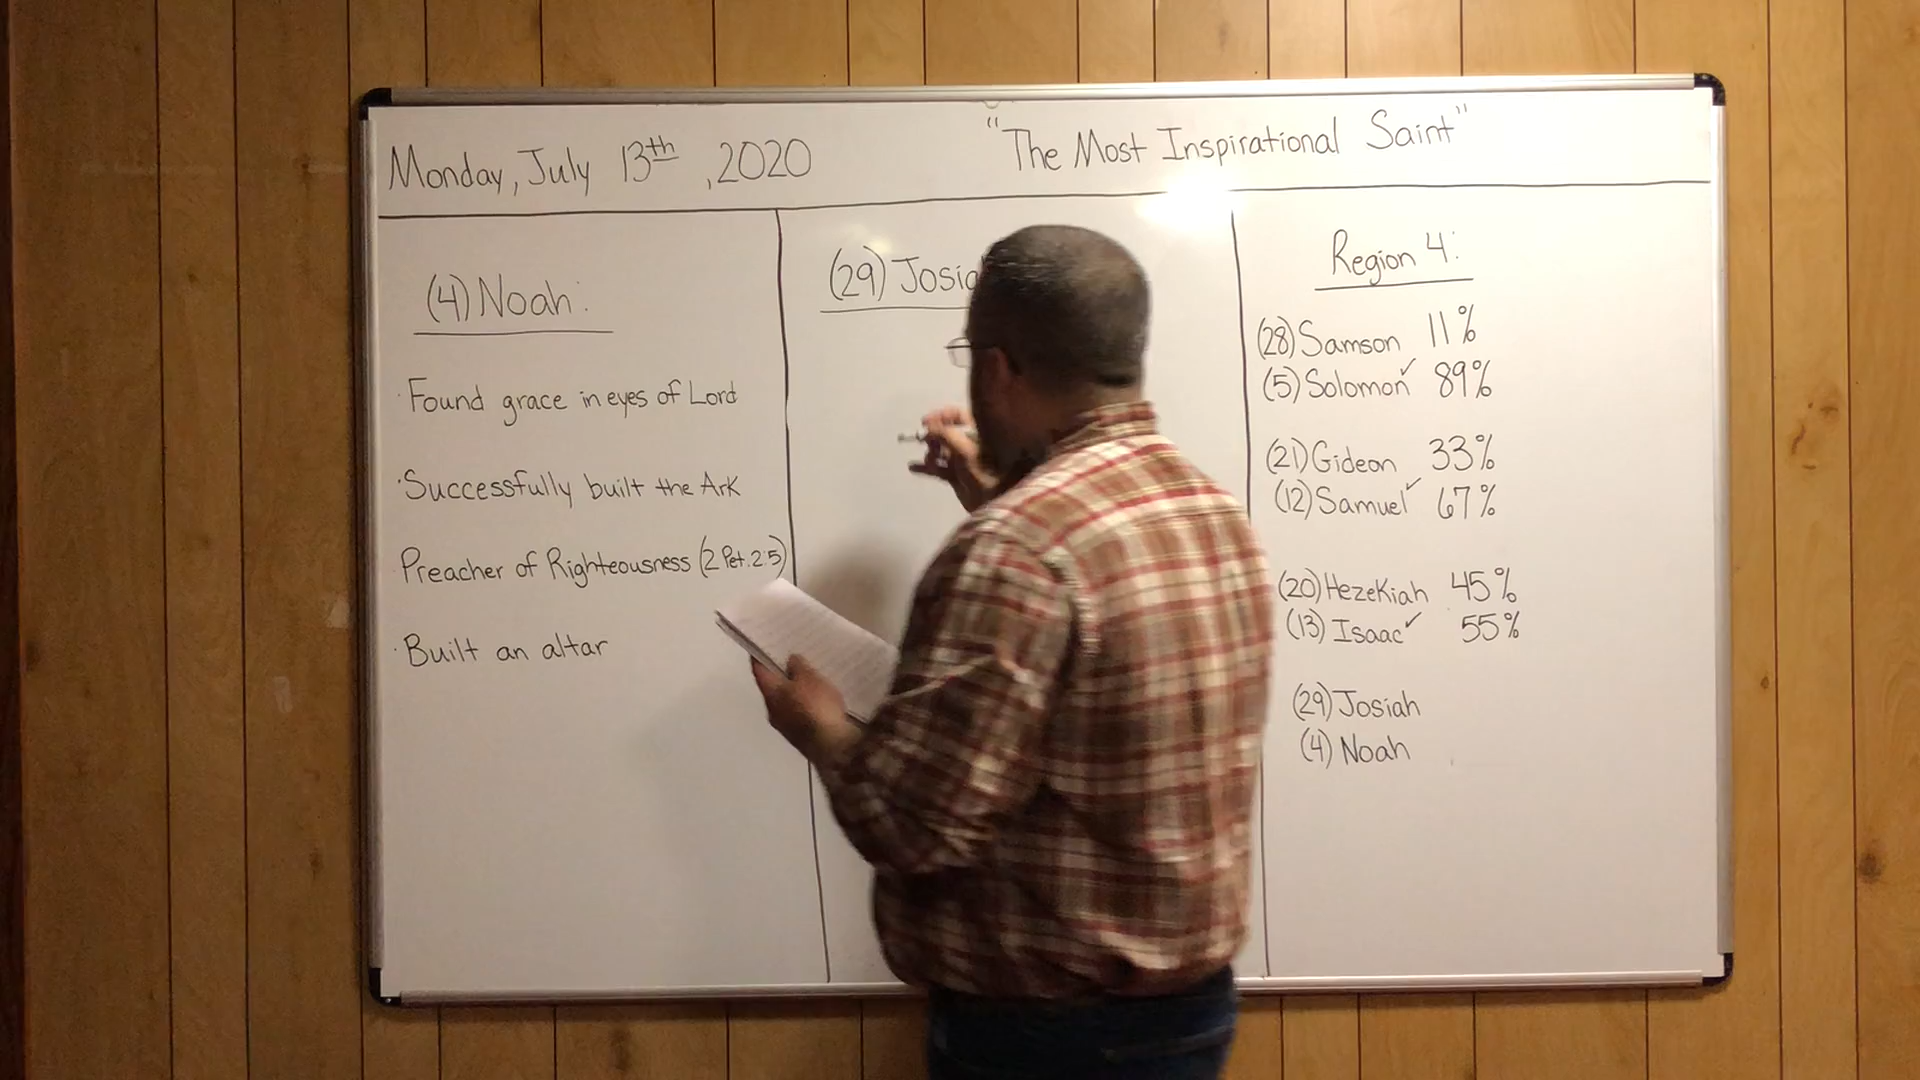 Monday, July 13th, 2020
"The Most Inspirational Saint"
(4) Noah:
·Found grace in eyes of Lord
·Successfully built the Ark
·Preacher of Righteousness (2 Pet. 2:5)
·Built an altar
(29) Josia
Region 4:
(28) Samson 11%
(5) Solomon✓ 89%
(21) Gideon 33%
(12) Samuel✓ 67%
(20) Hezekiah 45%
(13) Isaac✓ 55%
(29) Josiah
(4) Noah